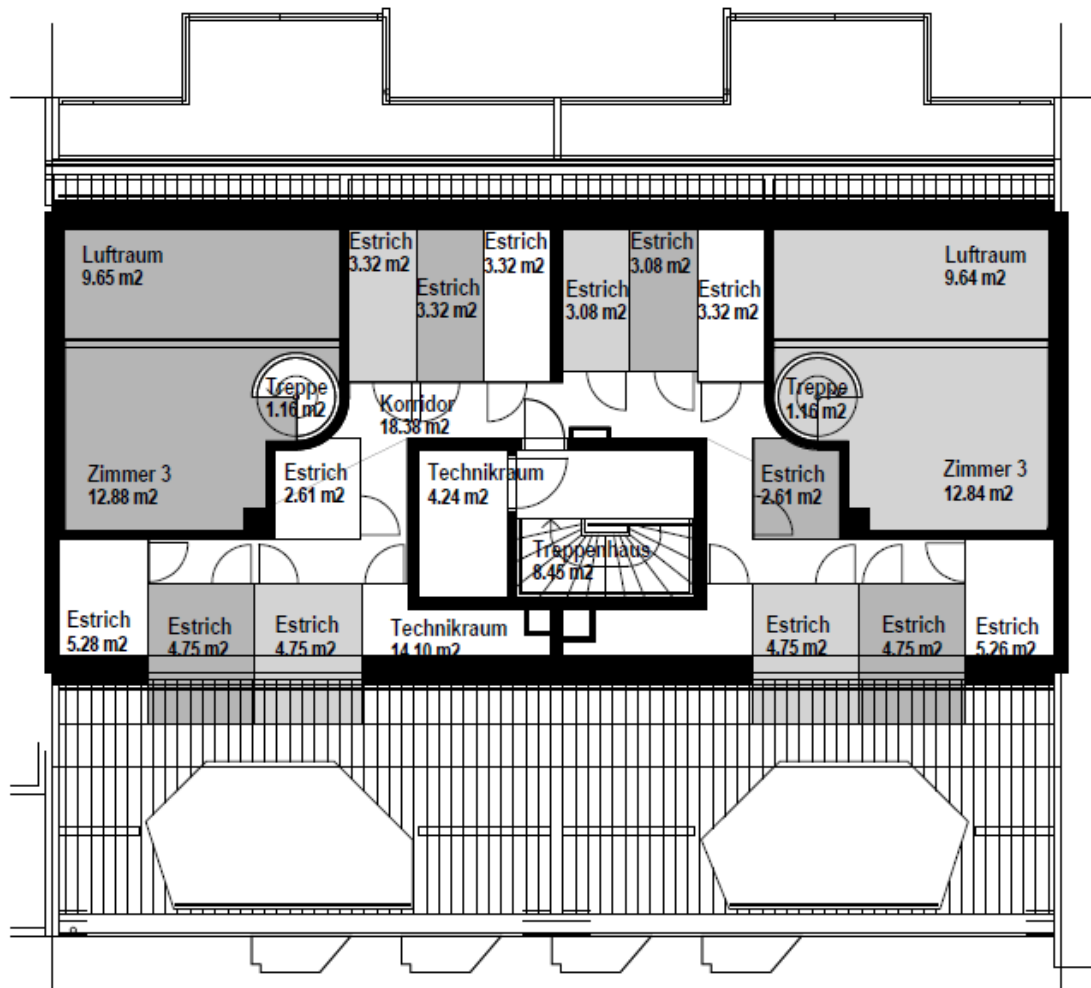 Luftraum
9.65 m2
Estrich
3.32 m2
Estrich
3.32 m2
Estrich
3.32 m2
Estrich
3.08 m2
Estrich
3.08 m2
Estrich
3.32 m2
Luftraum
9.64 m2
Treppe
1.16 m2
Korridor
18.38 m2
Treppe
1.16 m2
Zimmer 3
12.88 m2
Estrich
2.61 m2
Technikraum
4.24 m2
Estrich
2.61 m2
Zimmer 3
12.84 m2
Treppenhaus
8.45 m2
Estrich
5.28 m2
Estrich
4.75 m2
Estrich
4.75 m2
Technikraum
14.10 m2
Estrich
4.75 m2
Estrich
4.75 m2
Estrich
5.26 m2